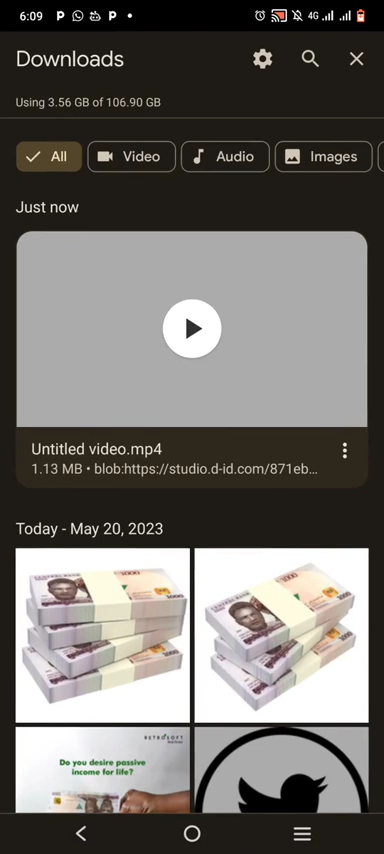 6:09
4G
Downloads
Using 3.56 GB of 106.90 GB
All
Video
Audio
Images
Just now
Untitled video.mp4
1.13 MB • blob:https://studio.d-id.com/871eb…
Today - May 20, 2023
1000
1000
1000
1000
RETROSOFT
Do you desire passive
income for life?